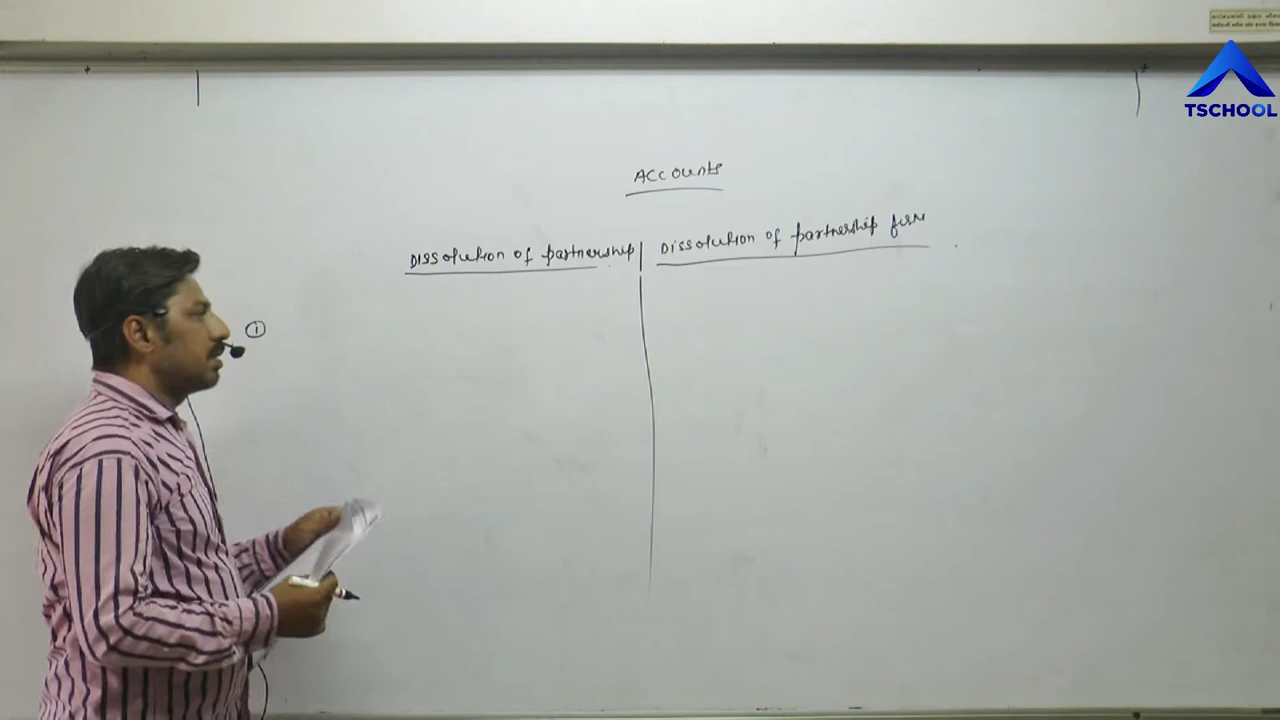 TSCHOOL
Accounts
Dissolution of partnership | Dissolution of partnership firm
①